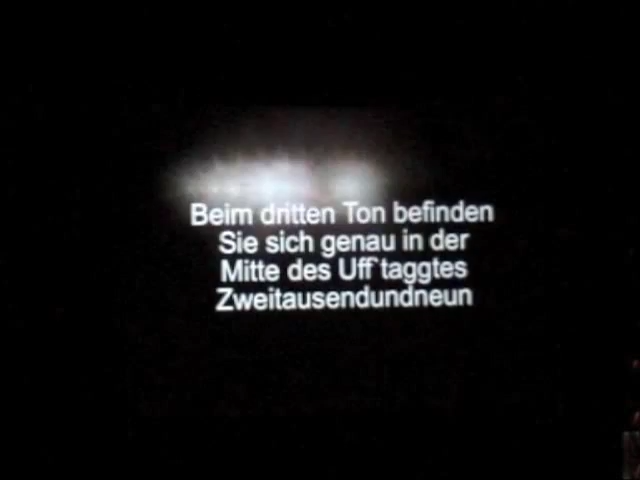 Beim dritten Ton befinden
Sie sich genau in der
Mitte des Uff`taggtes
Zweitausendundneun